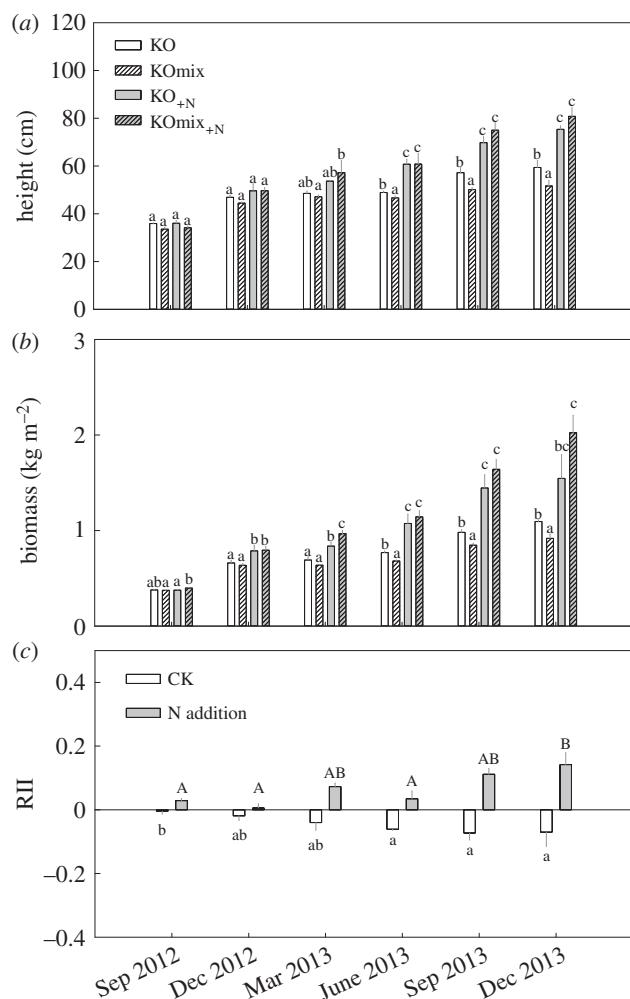 (a)
120
100
80
60
40
20
0
height (cm)
KO
KOmix
KO+N
KOmix+N
a a a a
a a a a
ab a ab b
b a c c
b a c c
b a c c
(b)
3
2
1
0
biomass (kg m−2)
ab a a b
a a b b
a a b c
b a c c
b a c c
b a bc c
(c)
0.4
0.2
0
−0.2
−0.4
RII
CK
N addition
A A AB A AB B
b ab ab a a a
Sep 2012 Dec 2012 Mar 2013 June 2013 Sep 2013 Dec 2013